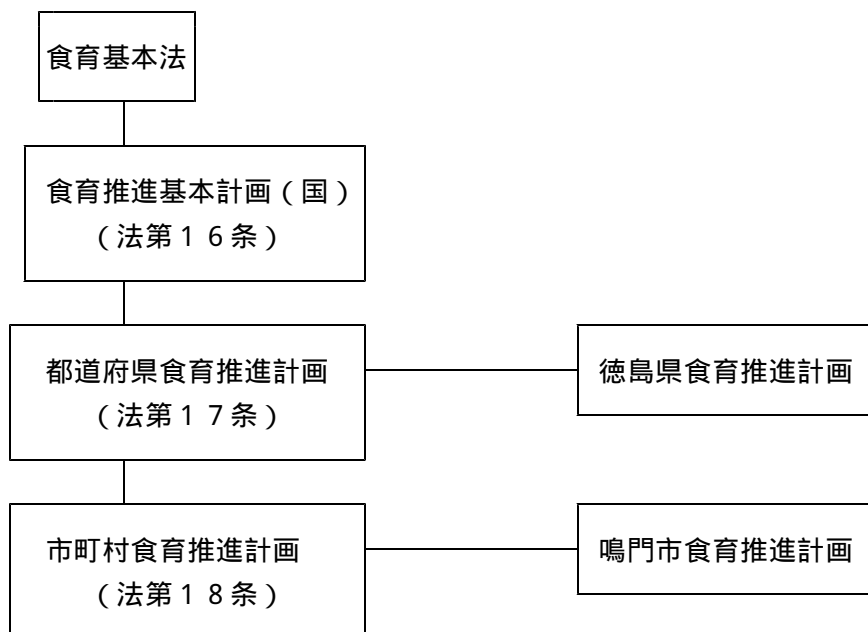 食育基本法
食育推進基本計画（国）
（法第１６条）
都道府県食育推進計画
（法第１７条）
徳島県食育推進計画
市町村食育推進計画
（法第１８条）
鳴門市食育推進計画